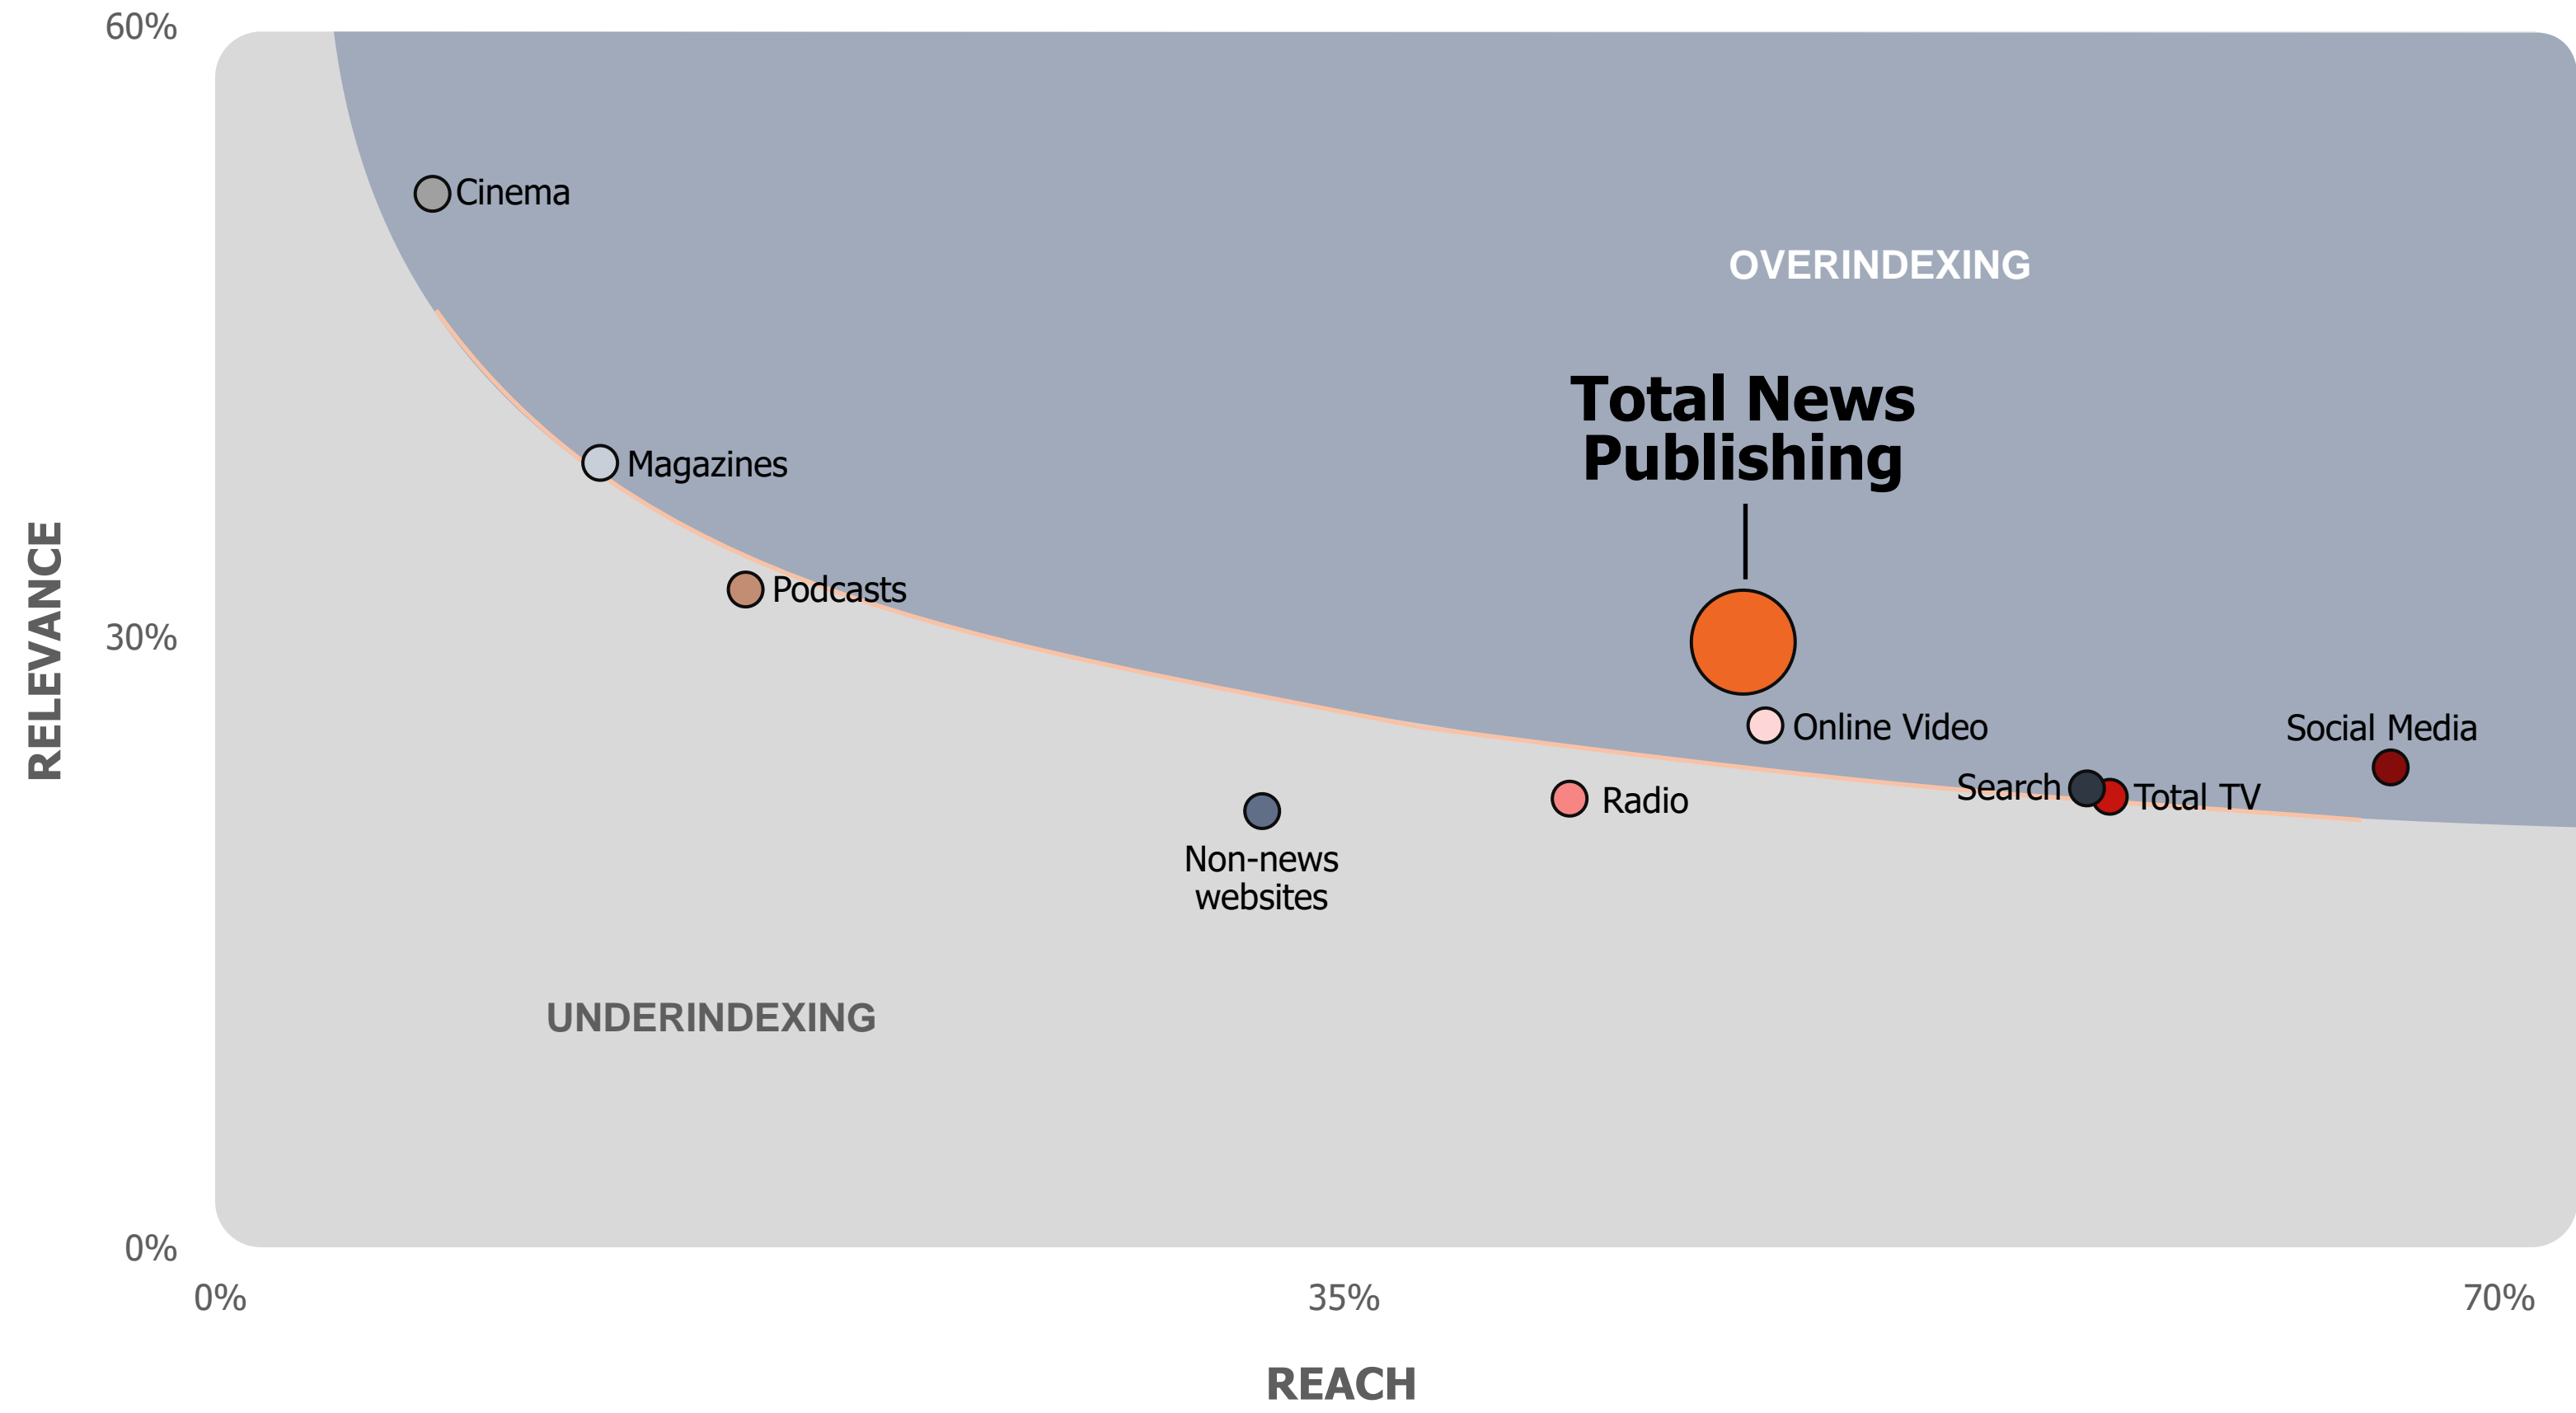 60%
Cinema
OVERINDEXING
Total News
Publishing
Magazines
Podcasts
RELEVANCE
30%
Online Video
Social Media
Search
Total TV
Radio
Non-news
websites
UNDERINDEXING
0%
0%
35%
70%
REACH